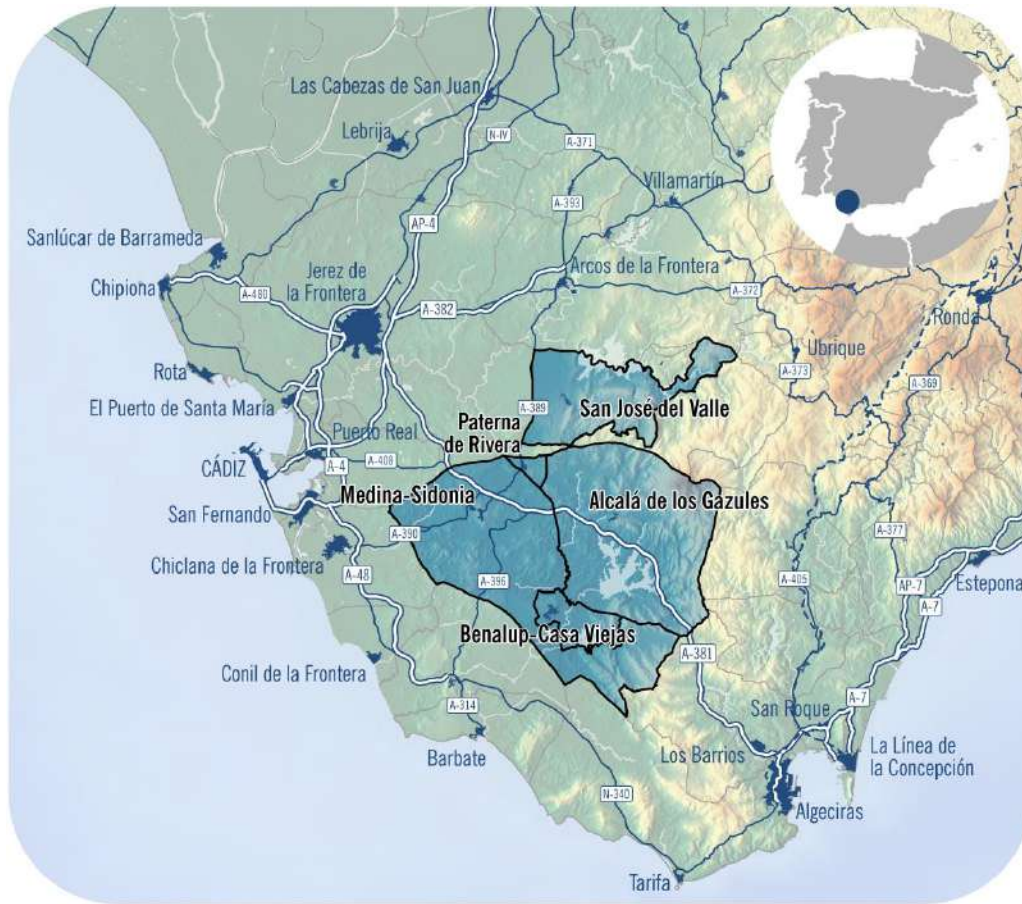 Las Cabezas de San Juan
Lebrija
N-IV
A-371
Villamartín
A-393
AP-4
Sanlúcar de Barrameda
Chipiona
A-480
Jerez de
la Frontera
A-382
Arcos de la Frontera
A-372
Ronda
Ubrique
A-373
A-369
Rota
El Puerto de Santa María
A-389
San José del Valle
Paterna
de Rivera
Puerto Real
A-408
A-4
CÁDIZ
Medina-Sidonia
Alcalá de los Gazules
San Fernando
A-390
A-377
Chiclana de la Frontera
A-48
A-396
A-405
AP-7
A-7
Estepona
Benalup-Casa Viejas
A-381
Conil de la Frontera
A-314
Barbate
A-7
San Roque
Los Barrios
La Línea de
la Concepción
N-340
Algeciras
Tarifa